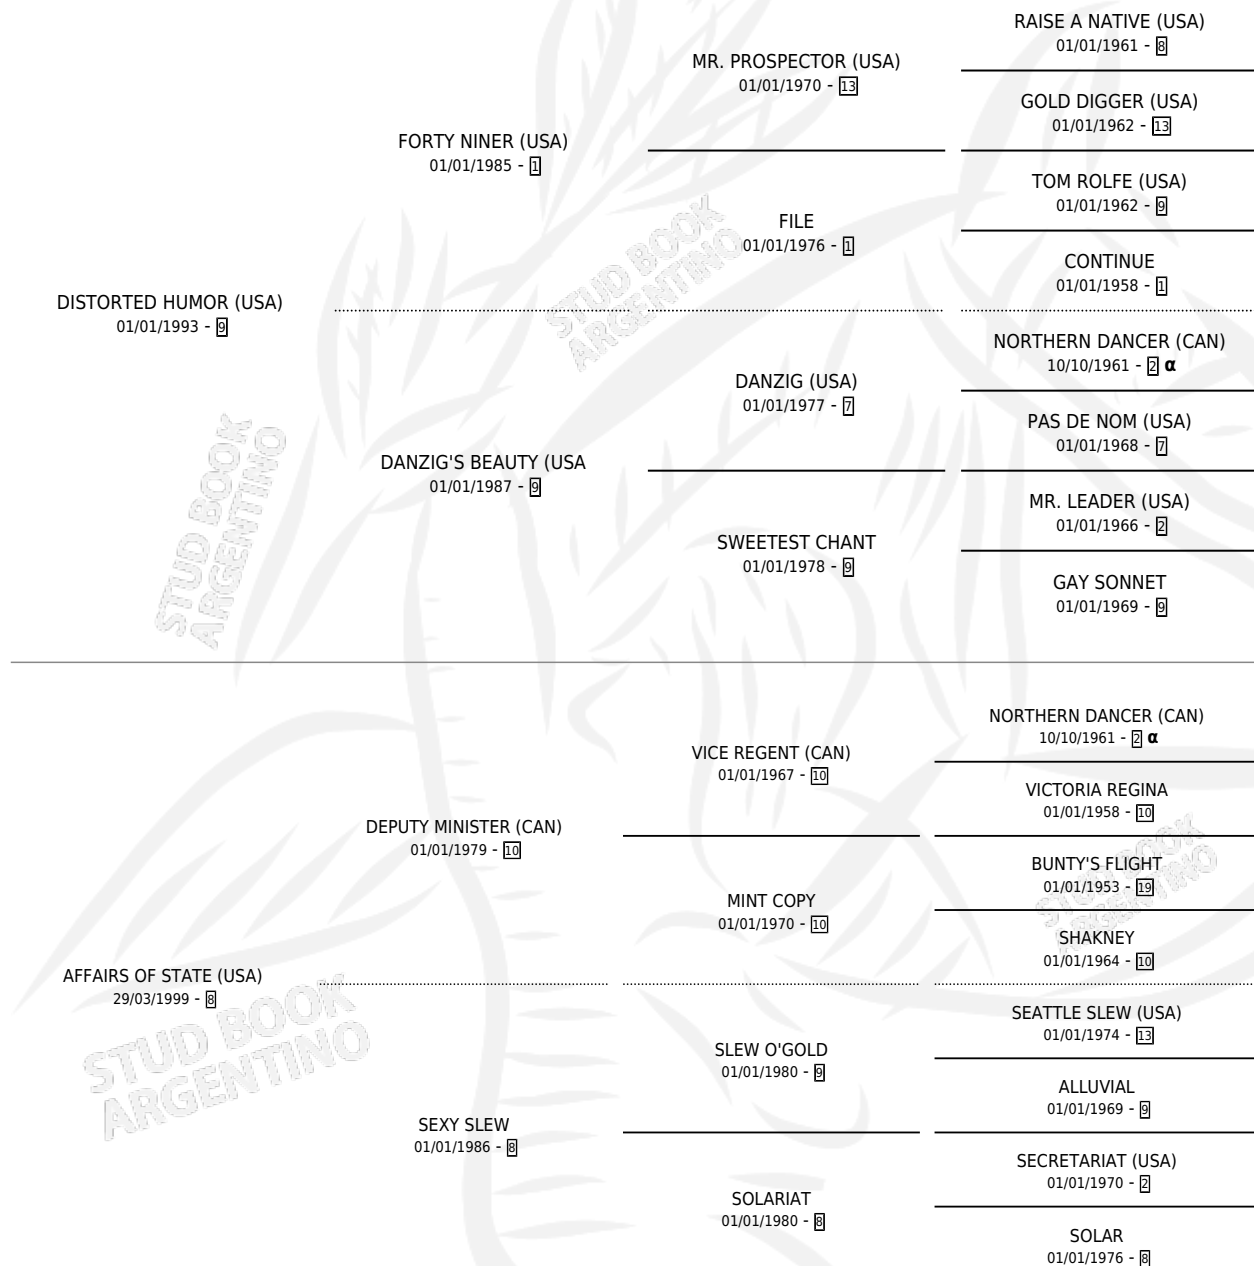 RAISE A NATIVE (USA)
01/01/1961 - 8
MR. PROSPECTOR (USA)
01/01/1970 - 13
GOLD DIGGER (USA)
01/01/1962 - 13
FORTY NINER (USA)
01/01/1985 - 1
TOM ROLFE (USA)
01/01/1962 - 9
FILE
01/01/1976 - 1
CONTINUE
01/01/1958 - 1
DISTORTED HUMOR (USA)
01/01/1993 - 9
NORTHERN DANCER (CAN)
10/10/1961 - 2 α
DANZIG (USA)
01/01/1977 - 7
PAS DE NOM (USA)
01/01/1968 - 7
DANZIG'S BEAUTY (USA
01/01/1987 - 9
MR. LEADER (USA)
01/01/1966 - 2
SWEETEST CHANT
01/01/1978 - 9
GAY SONNET
01/01/1969 - 9
NORTHERN DANCER (CAN)
10/10/1961 - 2 α
VICE REGENT (CAN)
01/01/1967 - 10
VICTORIA REGINA
01/01/1958 - 10
DEPUTY MINISTER (CAN)
01/01/1979 - 10
BUNTY'S FLIGHT
01/01/1953 - 19
MINT COPY
01/01/1970 - 10
SHAKNEY
01/01/1964 - 10
AFFAIRS OF STATE (USA)
29/03/1999 - 8
SEATTLE SLEW (USA)
01/01/1974 - 13
SLEW O'GOLD
01/01/1980 - 9
ALLUVIAL
01/01/1969 - 9
SEXY SLEW
01/01/1986 - 8
SECRETARIAT (USA)
01/01/1970 - 2
SOLARIAT
01/01/1980 - 8
SOLAR
01/01/1976 - 8
STUD BOOK
ARGENTINO
STUD BOOK
ARGENTINO
STUD BOOK
ARGENTINO
STUD BOOK
ARGENTINO